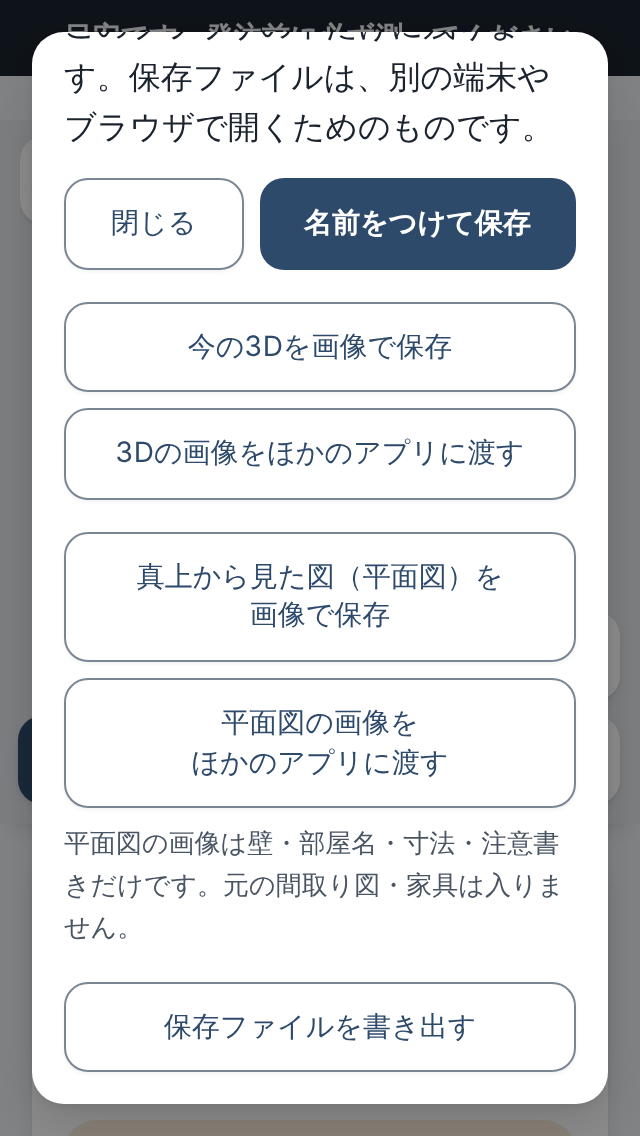 す。保存ファイルは、別の端末や
ブラウザで開くためのものです。
閉じる
名前をつけて保存
今の3Dを画像で保存
3Dの画像をほかのアプリに渡す
真上から見た図（平面図）を
画像で保存
平面図の画像を
ほかのアプリに渡す
平面図の画像は壁・部屋名・寸法・注意書
きだけです。元の間取り図・家具は入りま
せん。
保存ファイルを書き出す